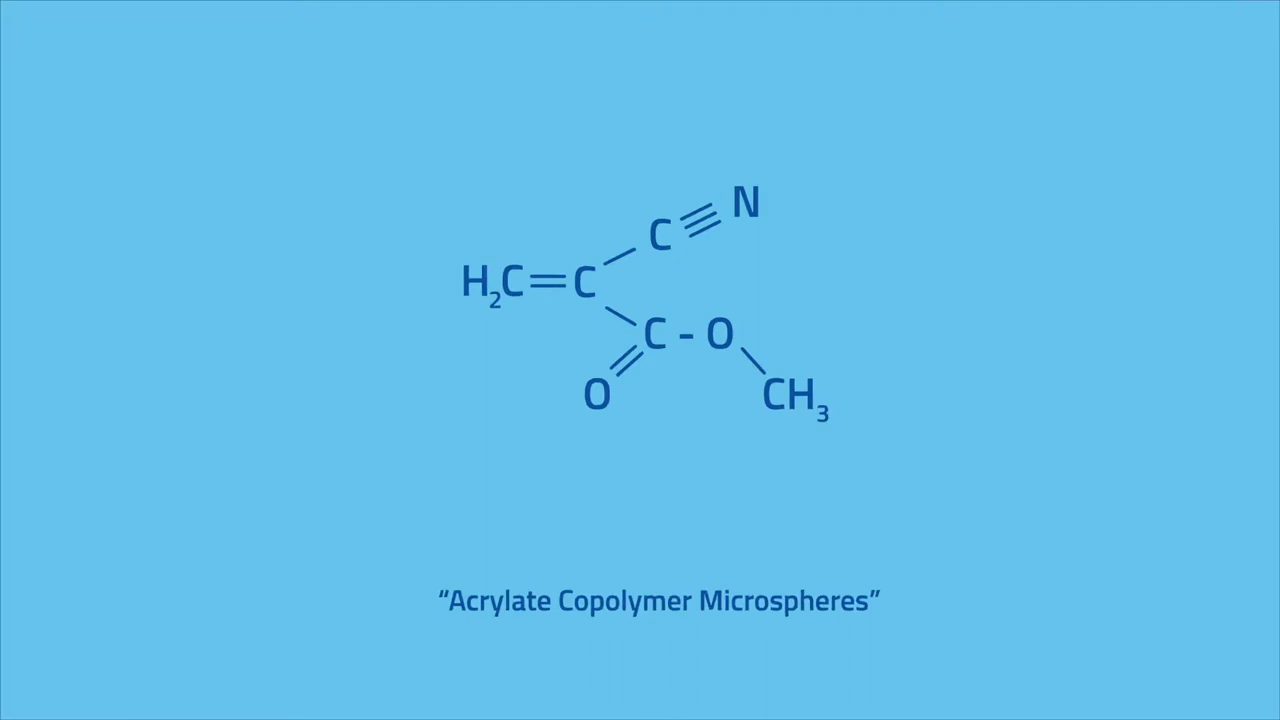 N
C
H₂C C
C - O
O CH₃
“Acrylate Copolymer Microspheres”